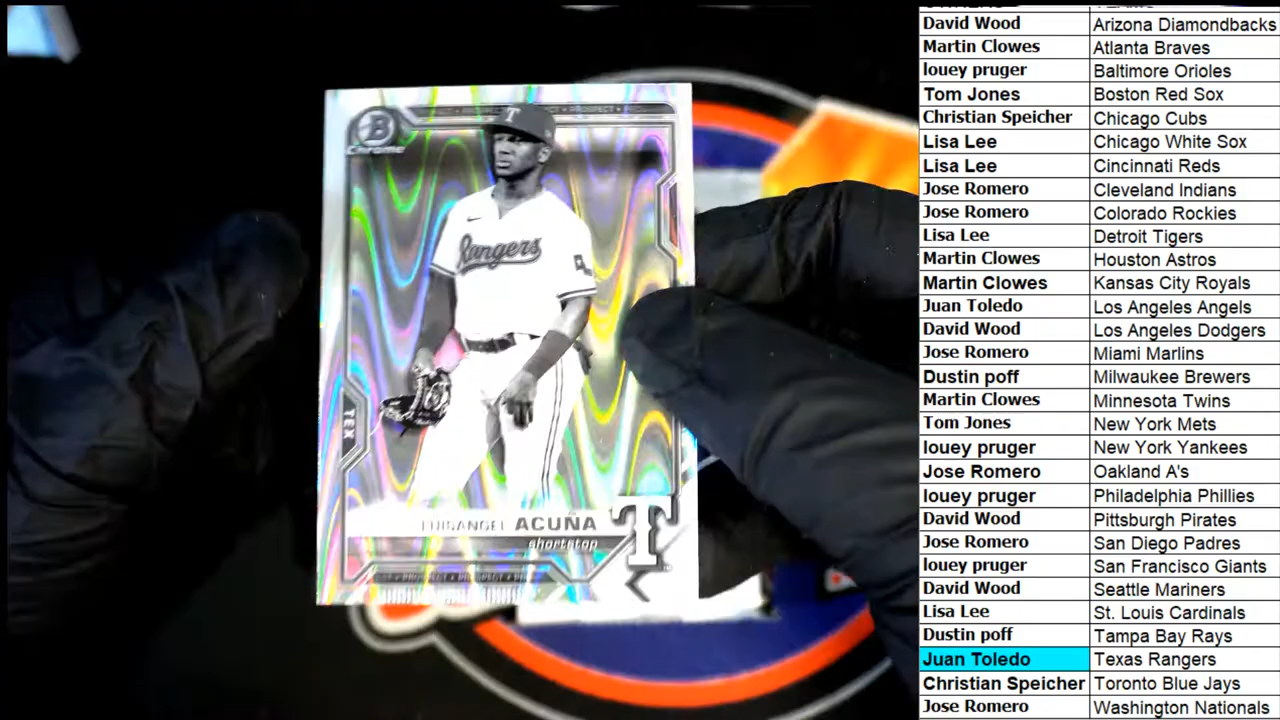 B
Chrome
PROSPECT
T
Rangers
TEX
LUISANGEL ACUÑA
shortstop
T
PROSPECT • PROSPECT
David Wood Arizona Diamondbacks
Martin Clowes Atlanta Braves
louey pruger Baltimore Orioles
Tom Jones Boston Red Sox
Christian Speicher Chicago Cubs
Lisa Lee Chicago White Sox
Lisa Lee Cincinnati Reds
Jose Romero Cleveland Indians
Jose Romero Colorado Rockies
Lisa Lee Detroit Tigers
Martin Clowes Houston Astros
Martin Clowes Kansas City Royals
Juan Toledo Los Angeles Angels
David Wood Los Angeles Dodgers
Jose Romero Miami Marlins
Dustin poff Milwaukee Brewers
Martin Clowes Minnesota Twins
Tom Jones New York Mets
louey pruger New York Yankees
Jose Romero Oakland A's
louey pruger Philadelphia Phillies
David Wood Pittsburgh Pirates
Jose Romero San Diego Padres
louey pruger San Francisco Giants
David Wood Seattle Mariners
Lisa Lee St. Louis Cardinals
Dustin poff Tampa Bay Rays
Juan Toledo Texas Rangers
Christian Speicher Toronto Blue Jays
Jose Romero Washington Nationals